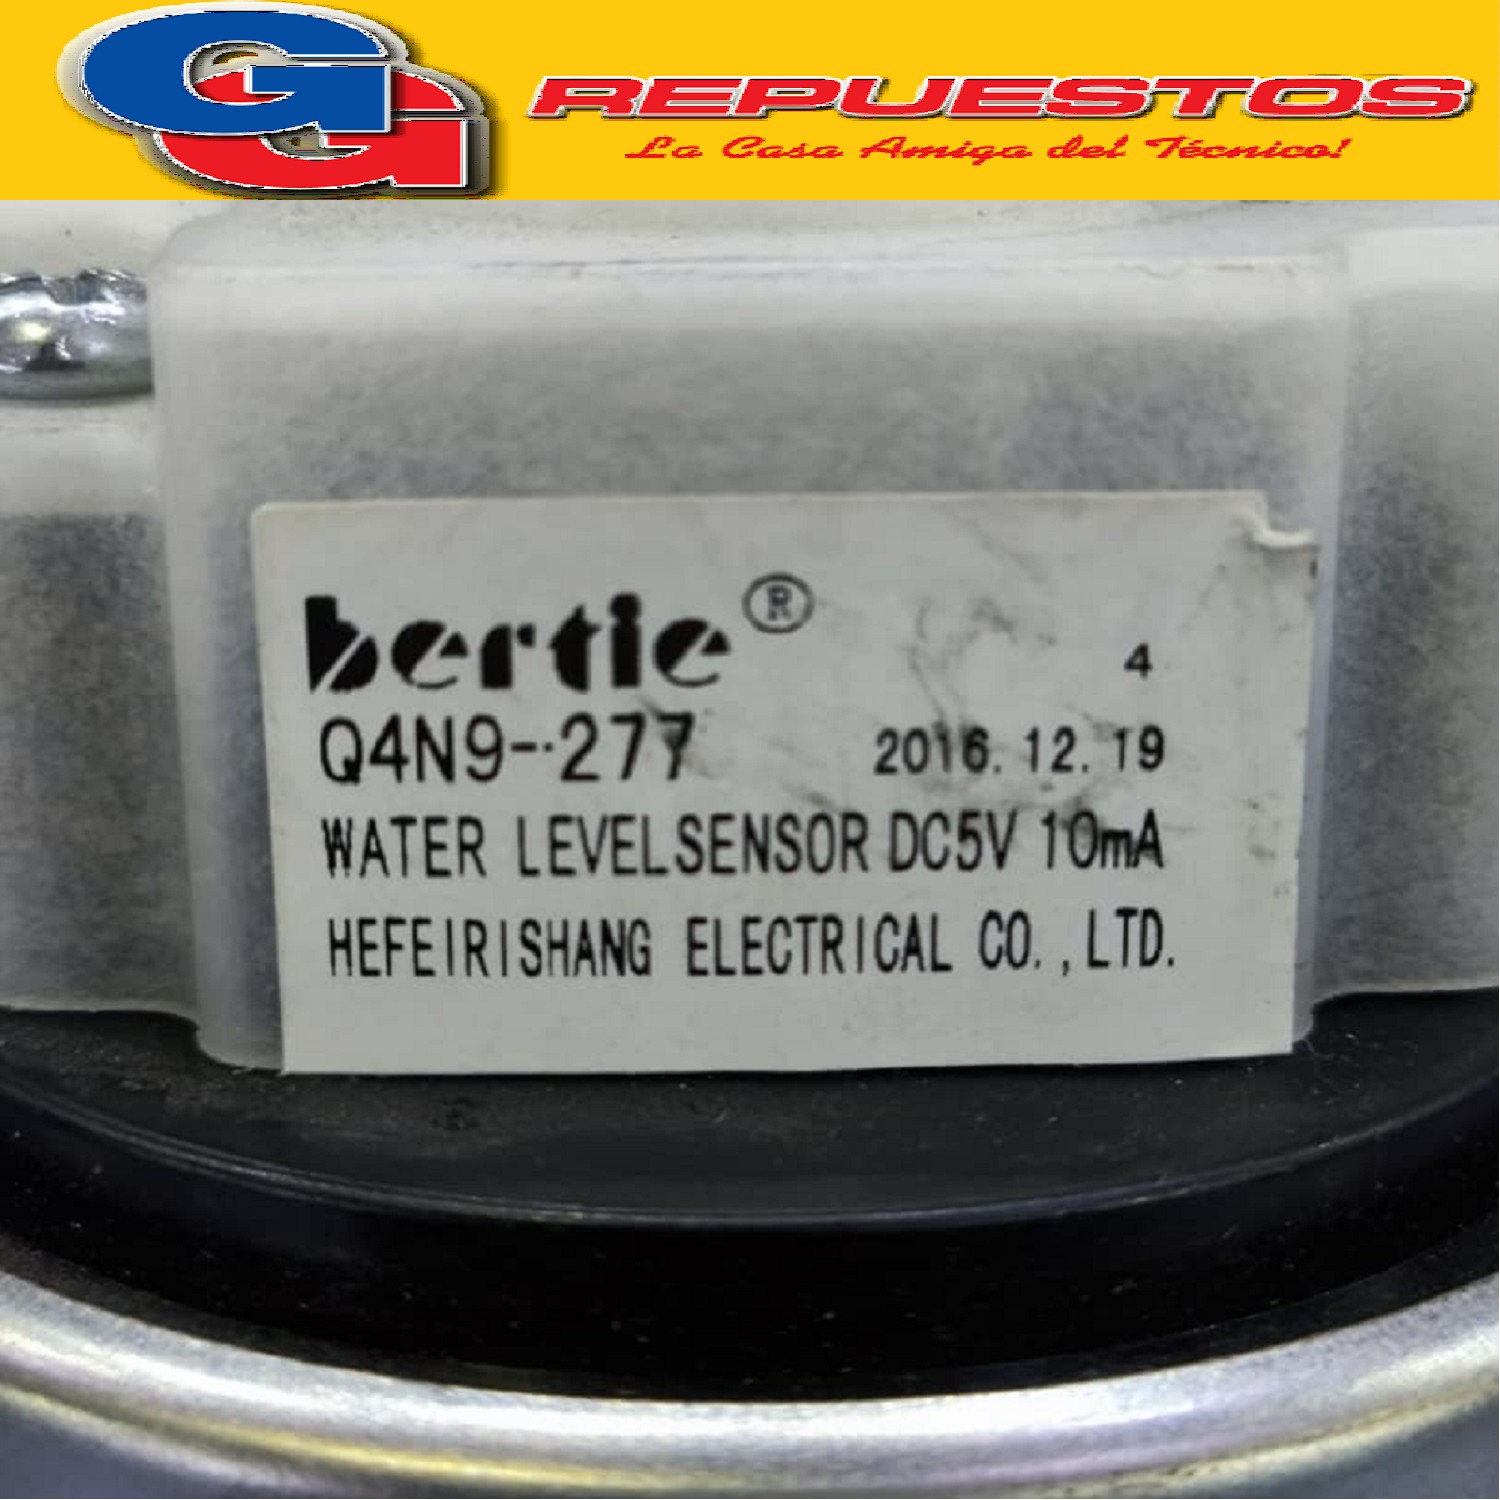 GG REPUESTOS
La Casa Amiga del Técnico!
bertie®
4
Q4N9-·277 2016.12.19
WATER LEVELSENSOR DC5V 10mA
HEFEIRISHANG ELECTRICAL CO.,LTD.